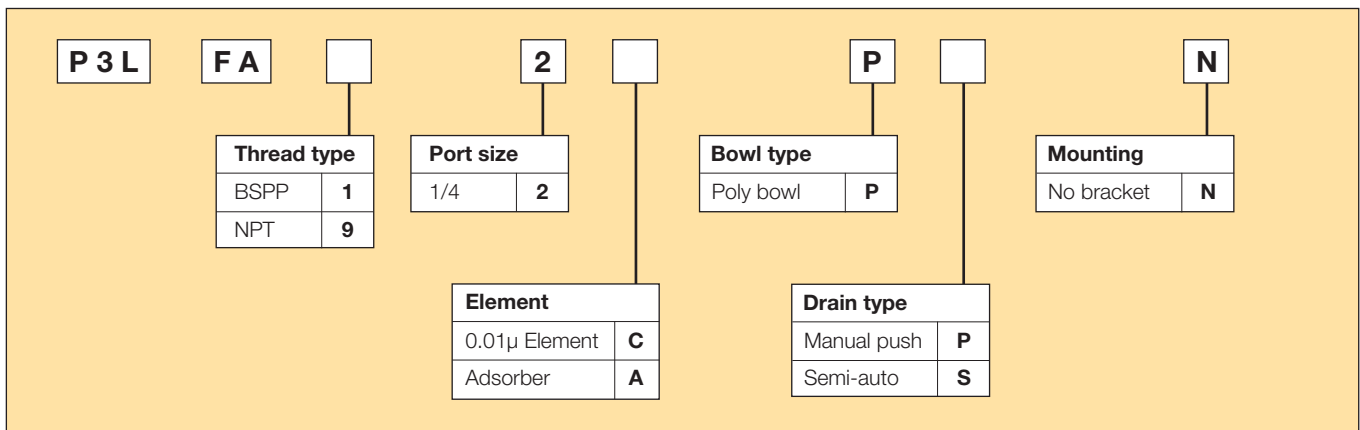 P 3 L F A 2 P N
Thread type
BSPP 1
NPT 9
Port size
1/4 2
Bowl type
Poly bowl P
Mounting
No bracket N
Element
0.01µ Element C
Adsorber A
Drain type
Manual push P
Semi-auto S